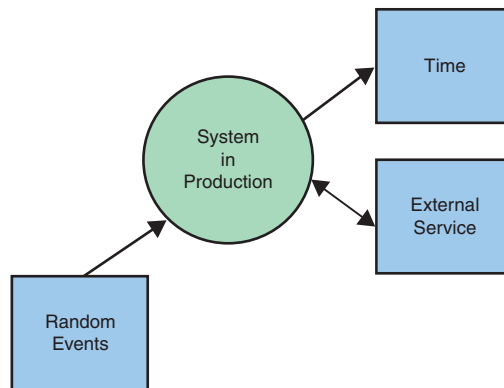 Time
System
in
Production
External
Service
Random
Events